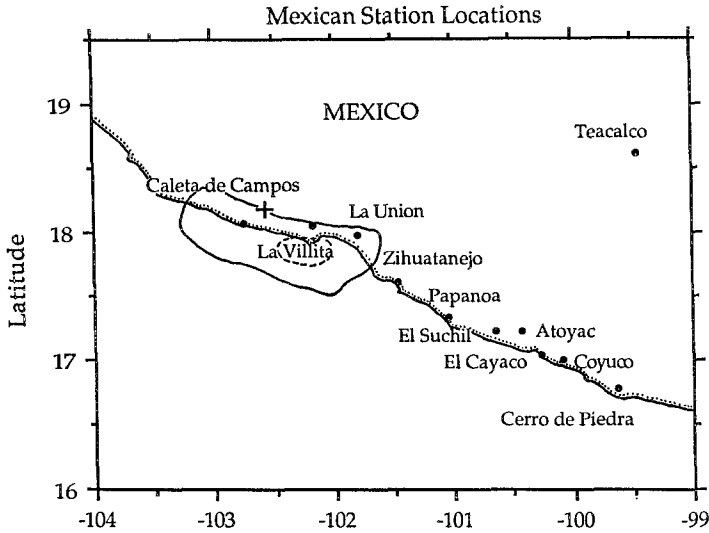 Mexican Station Locations
19
MEXICO
Teacalco
Caleta de Campos
La Union
18
La Villita
Zihuatanejo
Latitude
Papanoa
El Suchil
Atoyac
17
El Cayaco
Coyuco
Cerro de Piedra
16
-104
-103
-102
-101
-100
-99